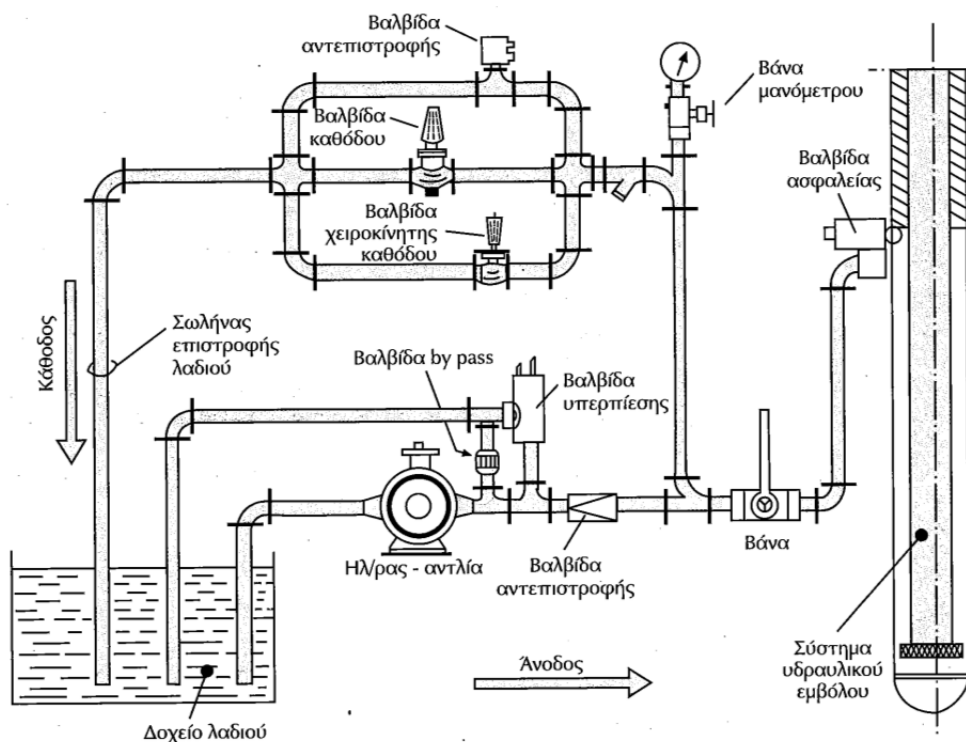 Βαλβίδα
αντεπιστροφής
Βαλβίδα
καθόδου
Βάνα
μανόμετρου
Βαλβίδα
ασφαλείας
Βαλβίδα
χειροκίνητης
καθόδου
Κάθοδος
Σωλήνας
επιστροφής
λαδιού
Βαλβίδα by pass
Βαλβίδα
υπερπίεσης
Ηλ/ρας - αντλία
Βαλβίδα
αντεπιστροφής
Βάνα
Άνοδος
Σύστημα
υδραυλικού
εμβόλου
Δοχείο λαδιού